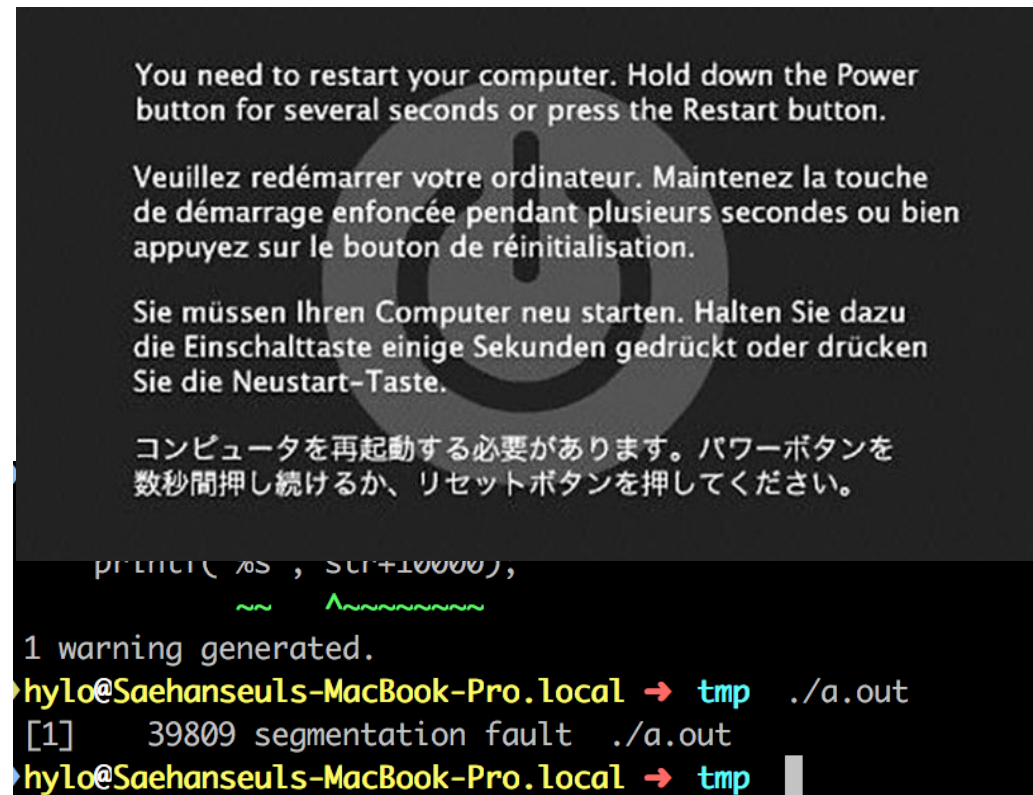 You need to restart your computer. Hold down the Power
button for several seconds or press the Restart button.
Veuillez redémarrer votre ordinateur. Maintenez la touche
de démarrage enfoncée pendant plusieurs secondes ou bien
appuyez sur le bouton de réinitialisation.
Sie müssen Ihren Computer neu starten. Halten Sie dazu
die Einschalttaste einige Sekunden gedrückt oder drücken
Sie die Neustart-Taste.
コンピュータを再起動する必要があります。パワーボタンを
数秒間押し続けるか、リセットボタンを押してください。
printf( %s , str+10000),
~~ ^~~~~~~~~
1 warning generated.
hylo@Saehanseuls-MacBook-Pro.local ➜ tmp ./a.out
[1] 39809 segmentation fault ./a.out
hylo@Saehanseuls-MacBook-Pro.local ➜ tmp